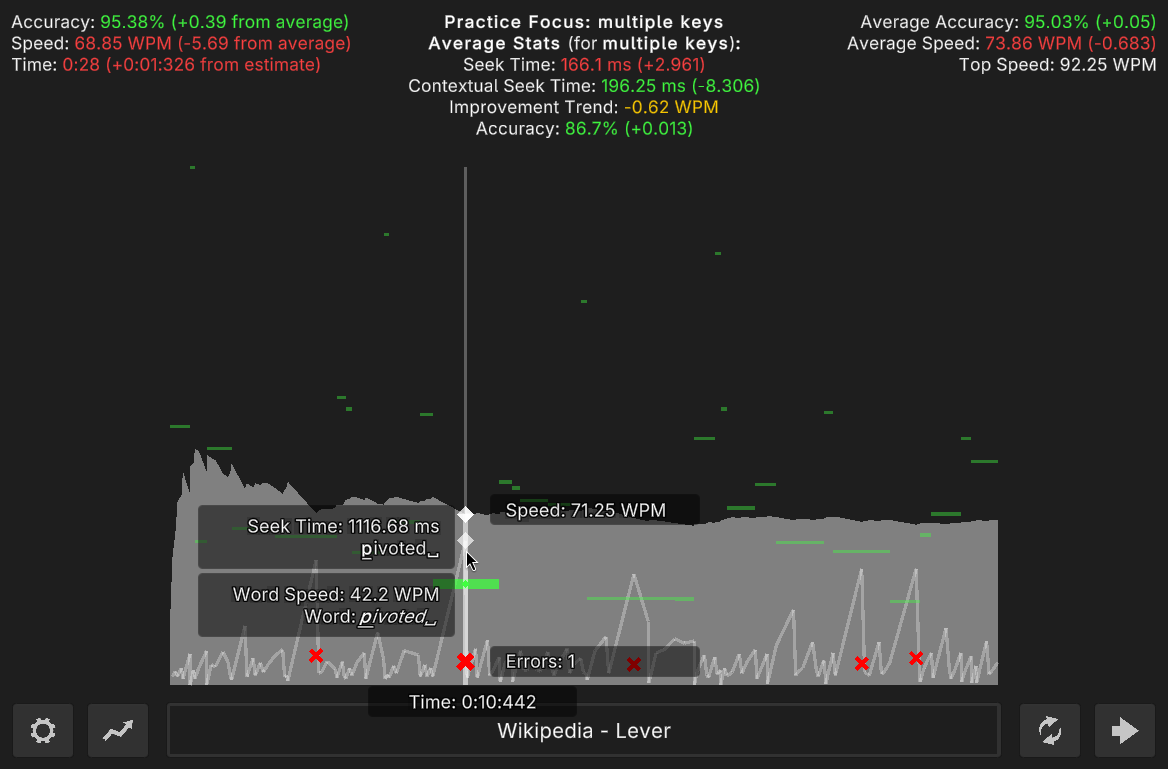 Accuracy: 95.38% (+0.39 from average)
Speed: 68.85 WPM (-5.69 from average)
Time: 0:28 (+0:01:326 from estimate)
Practice Focus: multiple keys
Average Stats (for multiple keys):
Seek Time: 166.1 ms (+2.961)
Contextual Seek Time: 196.25 ms (-8.306)
Improvement Trend: -0.62 WPM
Accuracy: 86.7% (+0.013)
Average Accuracy: 95.03% (+0.05)
Average Speed: 73.86 WPM (-0.683)
Top Speed: 92.25 WPM
Speed: 71.25 WPM
Seek Time: 1116.68 ms
pivoted␣
Word Speed: 42.2 WPM
Word: pivoted␣
Errors: 1
Time: 0:10:442
Wikipedia - Lever